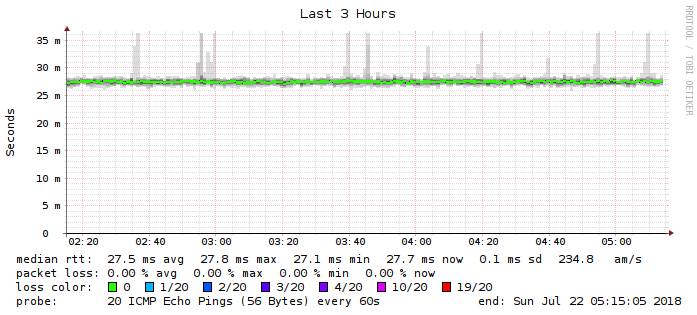 Last 3 Hours
RRDTOOL / TOBI OETIKER
Seconds
35 m
30 m
25 m
20 m
15 m
10 m
5 m
0
02:20 02:40 03:00 03:20 03:40 04:00 04:20 04:40 05:00
median rtt: 27.5 ms avg 27.8 ms max 27.1 ms min 27.7 ms now 0.1 ms sd 234.8 am/s
packet loss: 0.00 % avg 0.00 % max 0.00 % min 0.00 % now
loss color: 0 1/20 2/20 3/20 4/20 10/20 19/20
probe: 20 ICMP Echo Pings (56 Bytes) every 60s end: Sun Jul 22 05:15:05 2018